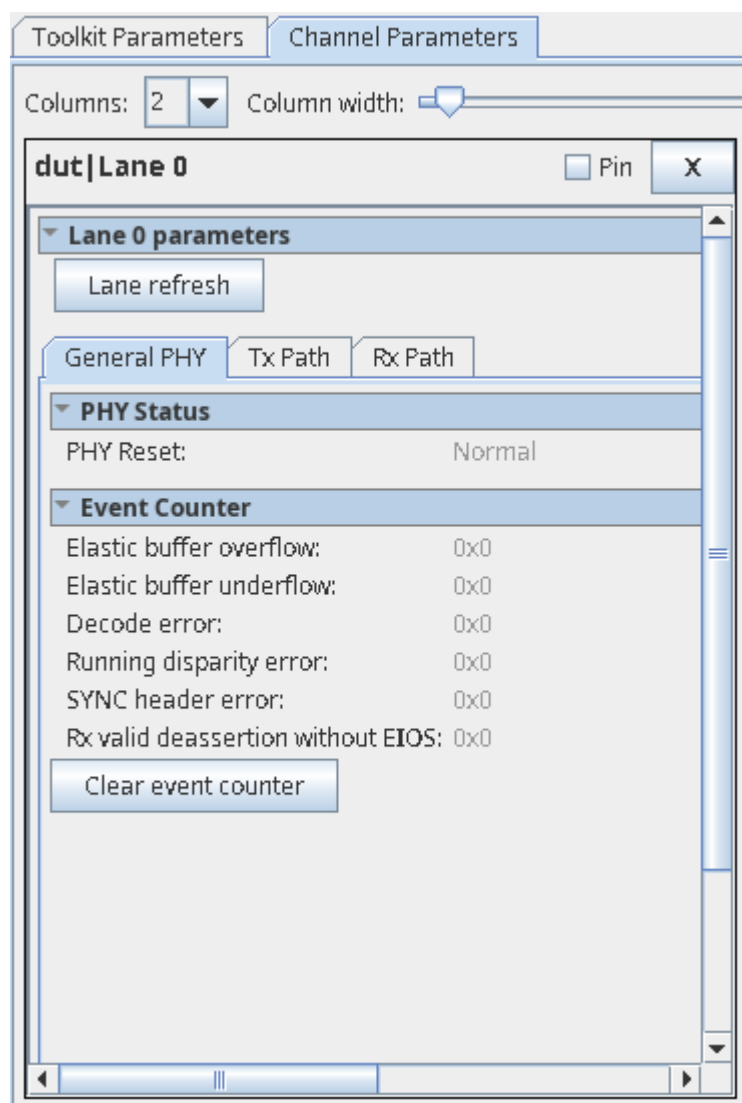 Toolkit Parameters Channel Parameters
Columns: 2 Column width:
dut|Lane 0 Pin X
Lane 0 parameters
Lane refresh
General PHY Tx Path Rx Path
PHY Status
PHY Reset: Normal
Event Counter
Elastic buffer overflow: 0x0
Elastic buffer underflow: 0x0
Decode error: 0x0
Running disparity error: 0x0
SYNC header error: 0x0
Rx valid deassertion without EIOS: 0x0
Clear event counter